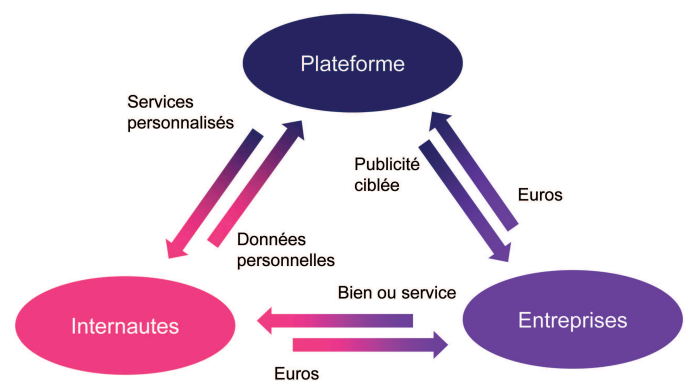 Plateforme
Services
personnalisés
Publicité
ciblée
Euros
Données
personnelles
Bien ou service
Internautes
Entreprises
Euros